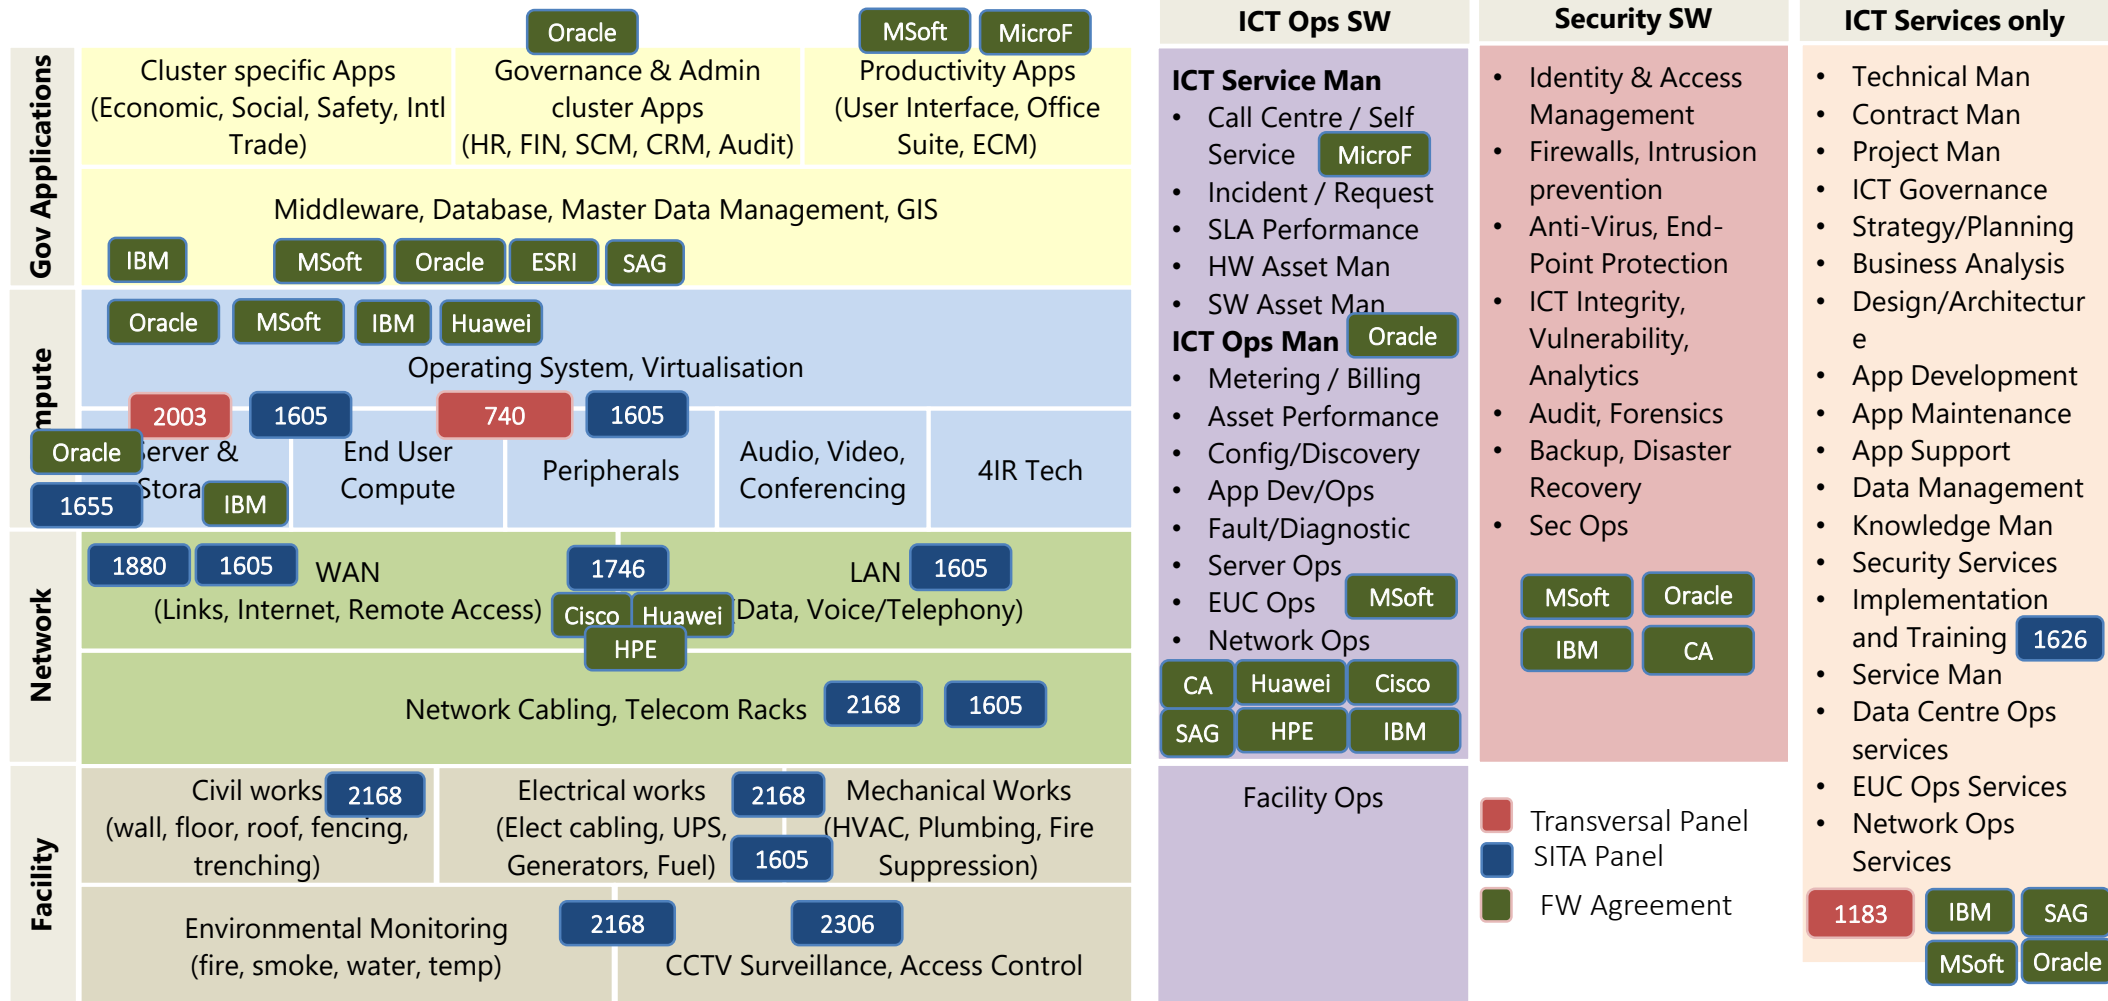 Oracle
MSoft
MicroF
Gov Applications
Cluster specific Apps
(Economic, Social, Safety, Intl
Trade)
Governance & Admin
cluster Apps
(HR, FIN, SCM, CRM, Audit)
Productivity Apps
(User Interface, Office
Suite, ECM)
Middleware, Database, Master Data Management, GIS
IBM
MSoft
Oracle
ESRI
SAG
mpute
Oracle
MSoft
IBM
Huawei
Operating System, Virtualisation
2003
1605
740
1605
Oracle
1655
Server &
Stora
IBM
End User
Compute
Peripherals
Audio, Video,
Conferencing
4IR Tech
Network
1880
1605
WAN
(Links, Internet, Remote Access)
1746
Cisco
Huawei
HPE
LAN
1605
(Data, Voice/Telephony)
Network Cabling, Telecom Racks
2168
1605
Facility
Civil works
2168
(wall, floor, roof, fencing,
trenching)
Electrical works
(Elect cabling, UPS,
Generators, Fuel)
2168
1605
Mechanical Works
(HVAC, Plumbing, Fire
Suppression)
Environmental Monitoring
(fire, smoke, water, temp)
2168
2306
CCTV Surveillance, Access Control
ICT Ops SW
ICT Service Man
• Call Centre / Self
Service
MicroF
• Incident / Request
• SLA Performance
• HW Asset Man
• SW Asset Man
ICT Ops Man
Oracle
• Metering / Billing
• Asset Performance
• Config/Discovery
• App Dev/Ops
• Fault/Diagnostic
• Server Ops
• EUC Ops
MSoft
• Network Ops
CA
Huawei
Cisco
SAG
HPE
IBM
Facility Ops
Security SW
• Identity & Access
Management
• Firewalls, Intrusion
prevention
• Anti-Virus, End-
Point Protection
• ICT Integrity,
Vulnerability,
Analytics
• Audit, Forensics
• Backup, Disaster
Recovery
• Sec Ops
MSoft
Oracle
IBM
CA
Transversal Panel
SITA Panel
FW Agreement
ICT Services only
• Technical Man
• Contract Man
• Project Man
• ICT Governance
• Strategy/Planning
• Business Analysis
• Design/Architectur
e
• App Development
• App Maintenance
• App Support
• Data Management
• Knowledge Man
• Security Services
• Implementation
and Training
1626
• Service Man
• Data Centre Ops
services
• EUC Ops Services
• Network Ops
Services
1183
IBM
SAG
MSoft
Oracle